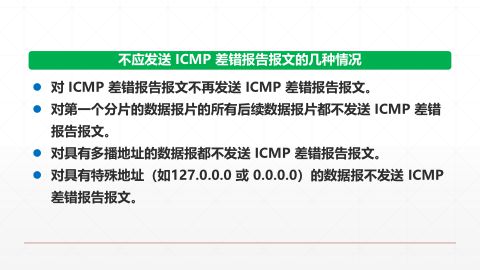 不应发送 ICMP 差错报告报文的几种情况
● 对 ICMP 差错报告报文不再发送 ICMP 差错报告报文。
● 对第一个分片的数据报片的所有后续数据报片都不发送 ICMP 差错
报告报文。
● 对具有多播地址的数据报都不发送 ICMP 差错报告报文。
● 对具有特殊地址（如127.0.0.0 或 0.0.0.0）的数据报不发送 ICMP
差错报告报文。